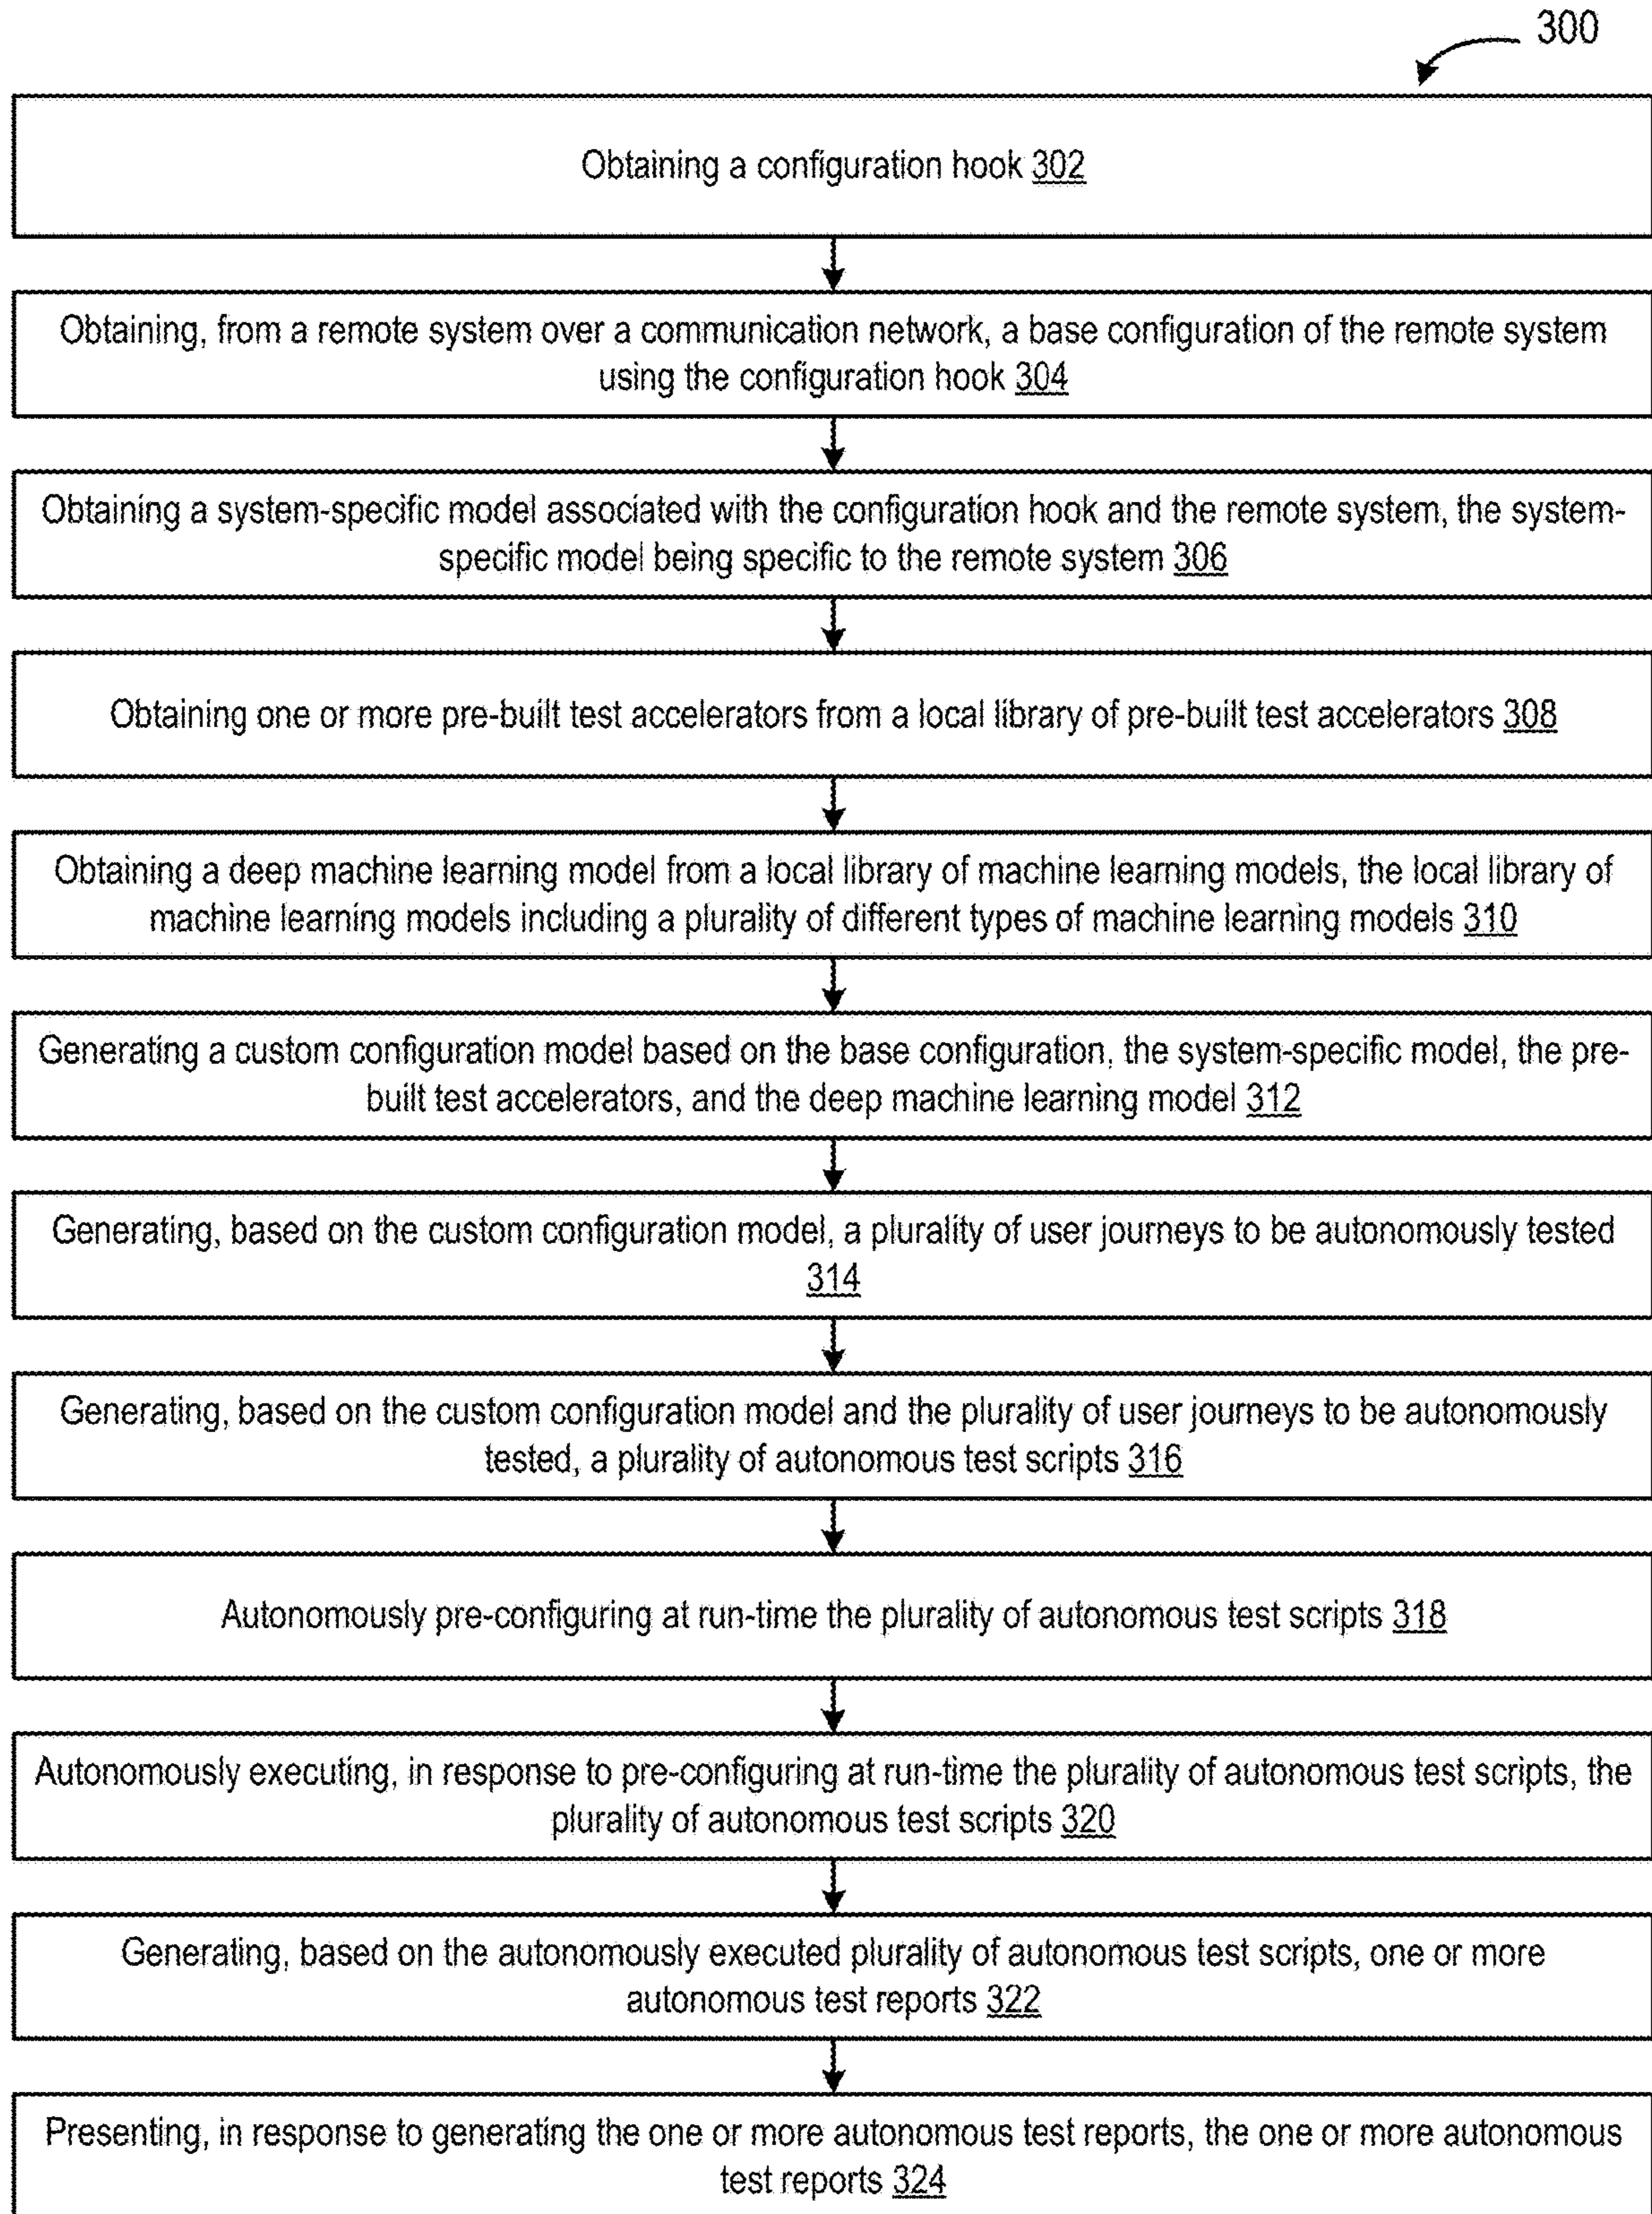 300
Obtaining a configuration hook 302
Obtaining, from a remote system over a communication network, a base configuration of the remote system
using the configuration hook 304
Obtaining a system-specific model associated with the configuration hook and the remote system, the system-
specific model being specific to the remote system 306
Obtaining one or more pre-built test accelerators from a local library of pre-built test accelerators 308
Obtaining a deep machine learning model from a local library of machine learning models, the local library of
machine learning models including a plurality of different types of machine learning models 310
Generating a custom configuration model based on the base configuration, the system-specific model, the pre-
built test accelerators, and the deep machine learning model 312
Generating, based on the custom configuration model, a plurality of user journeys to be autonomously tested
314
Generating, based on the custom configuration model and the plurality of user journeys to be autonomously
tested, a plurality of autonomous test scripts 316
Autonomously pre-configuring at run-time the plurality of autonomous test scripts 318
Autonomously executing, in response to pre-configuring at run-time the plurality of autonomous test scripts, the
plurality of autonomous test scripts 320
Generating, based on the autonomously executed plurality of autonomous test scripts, one or more
autonomous test reports 322
Presenting, in response to generating the one or more autonomous test reports, the one or more autonomous
test reports 324